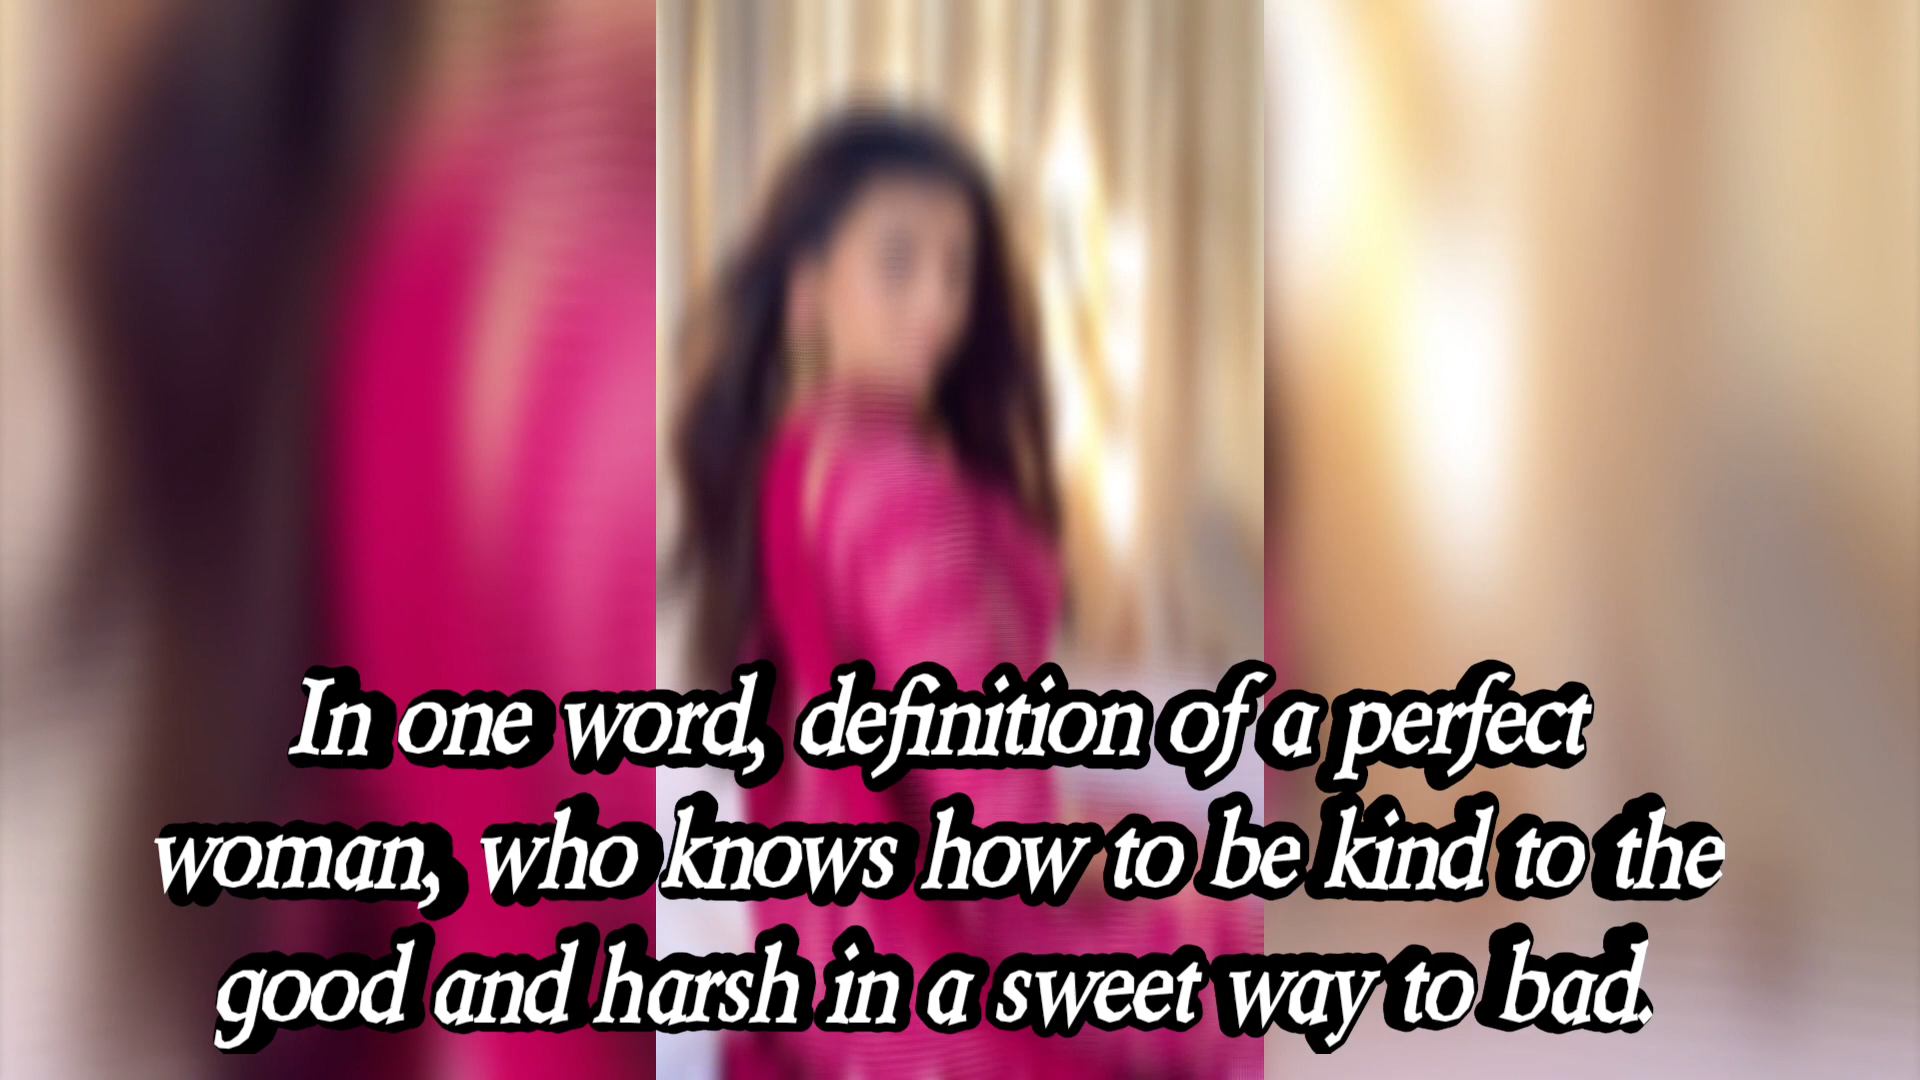 In one word, definition of a perfect
woman, who knows how to be kind to the
good and harsh in a sweet way to bad.